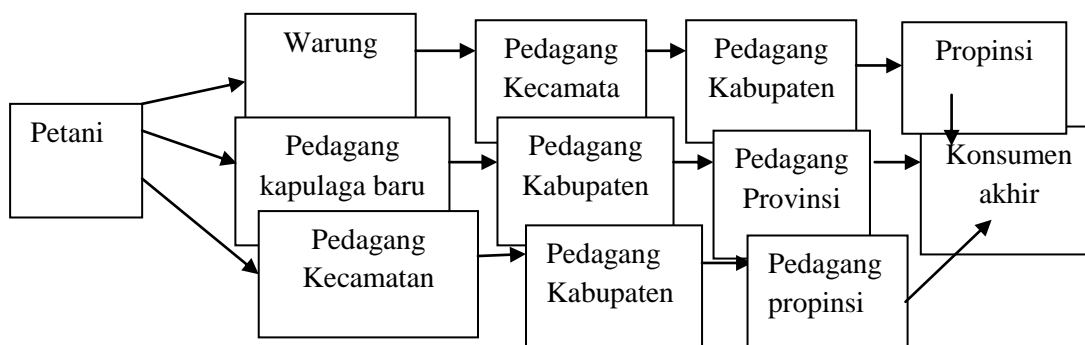 Petani
Warung
Pedagang
Kecamata
Pedagang
Kabupaten
Propinsi
Pedagang
kapulaga baru
Pedagang
Kabupaten
Pedagang
Provinsi
Konsumen
akhir
Pedagang
Kecamatan
Pedagang
Kabupaten
Pedagang
propinsi